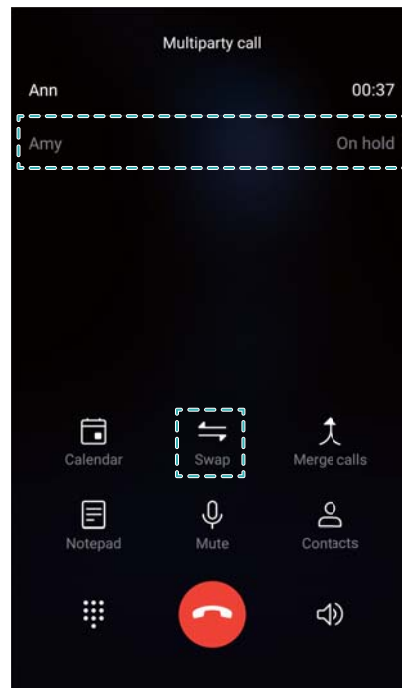 Multiparty call
Ann 00:37
Amy On hold
Calendar Swap Merge calls
Notepad Mute Contacts